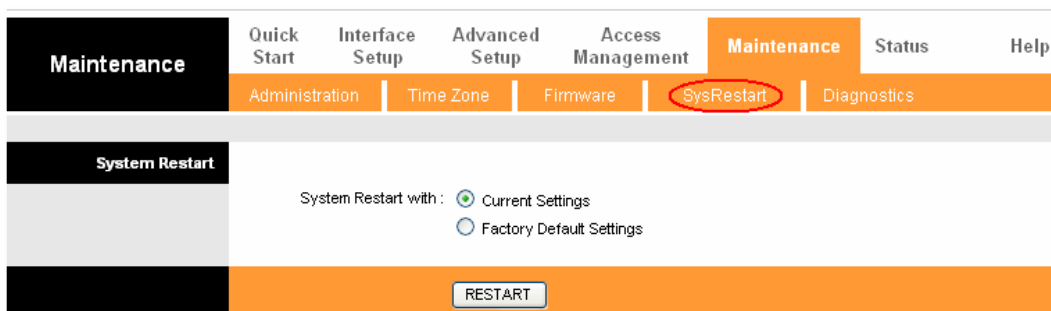 Maintenance
Quick Start
Interface Setup
Advanced Setup
Access Management
Maintenance
Status
Help
Administration
Time Zone
Firmware
SysRestart
Diagnostics
System Restart
System Restart with :
Current Settings
Factory Default Settings
RESTART